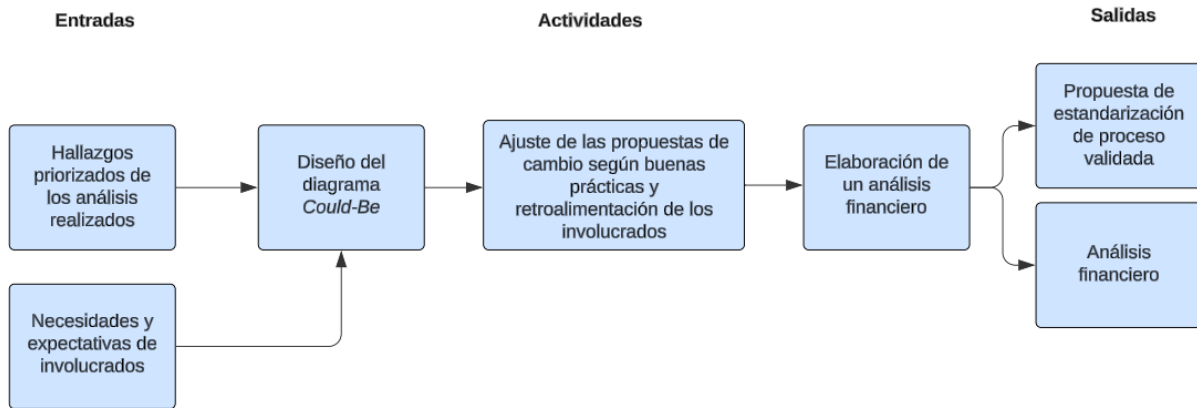 Entradas
Actividades
Salidas
Hallazgos
priorizados de
los análisis
realizados
Necesidades y
expectativas de
involucrados
Diseño del
diagrama
Could-Be
Ajuste de las propuestas de
cambio según buenas
prácticas y
retroalimentación de los
involucrados
Elaboración de
un análisis
financiero
Propuesta de
estandarización
de proceso
validada
Análisis
financiero